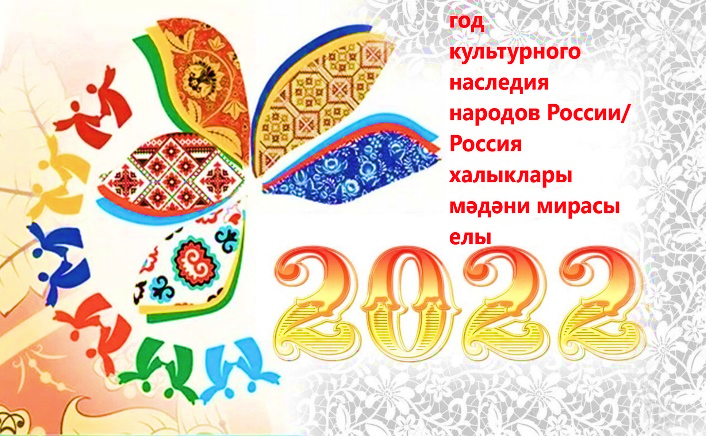 год
культурного
наследия
народов России/
Россия
халыклары
мәдәни мирасы
елы
2022